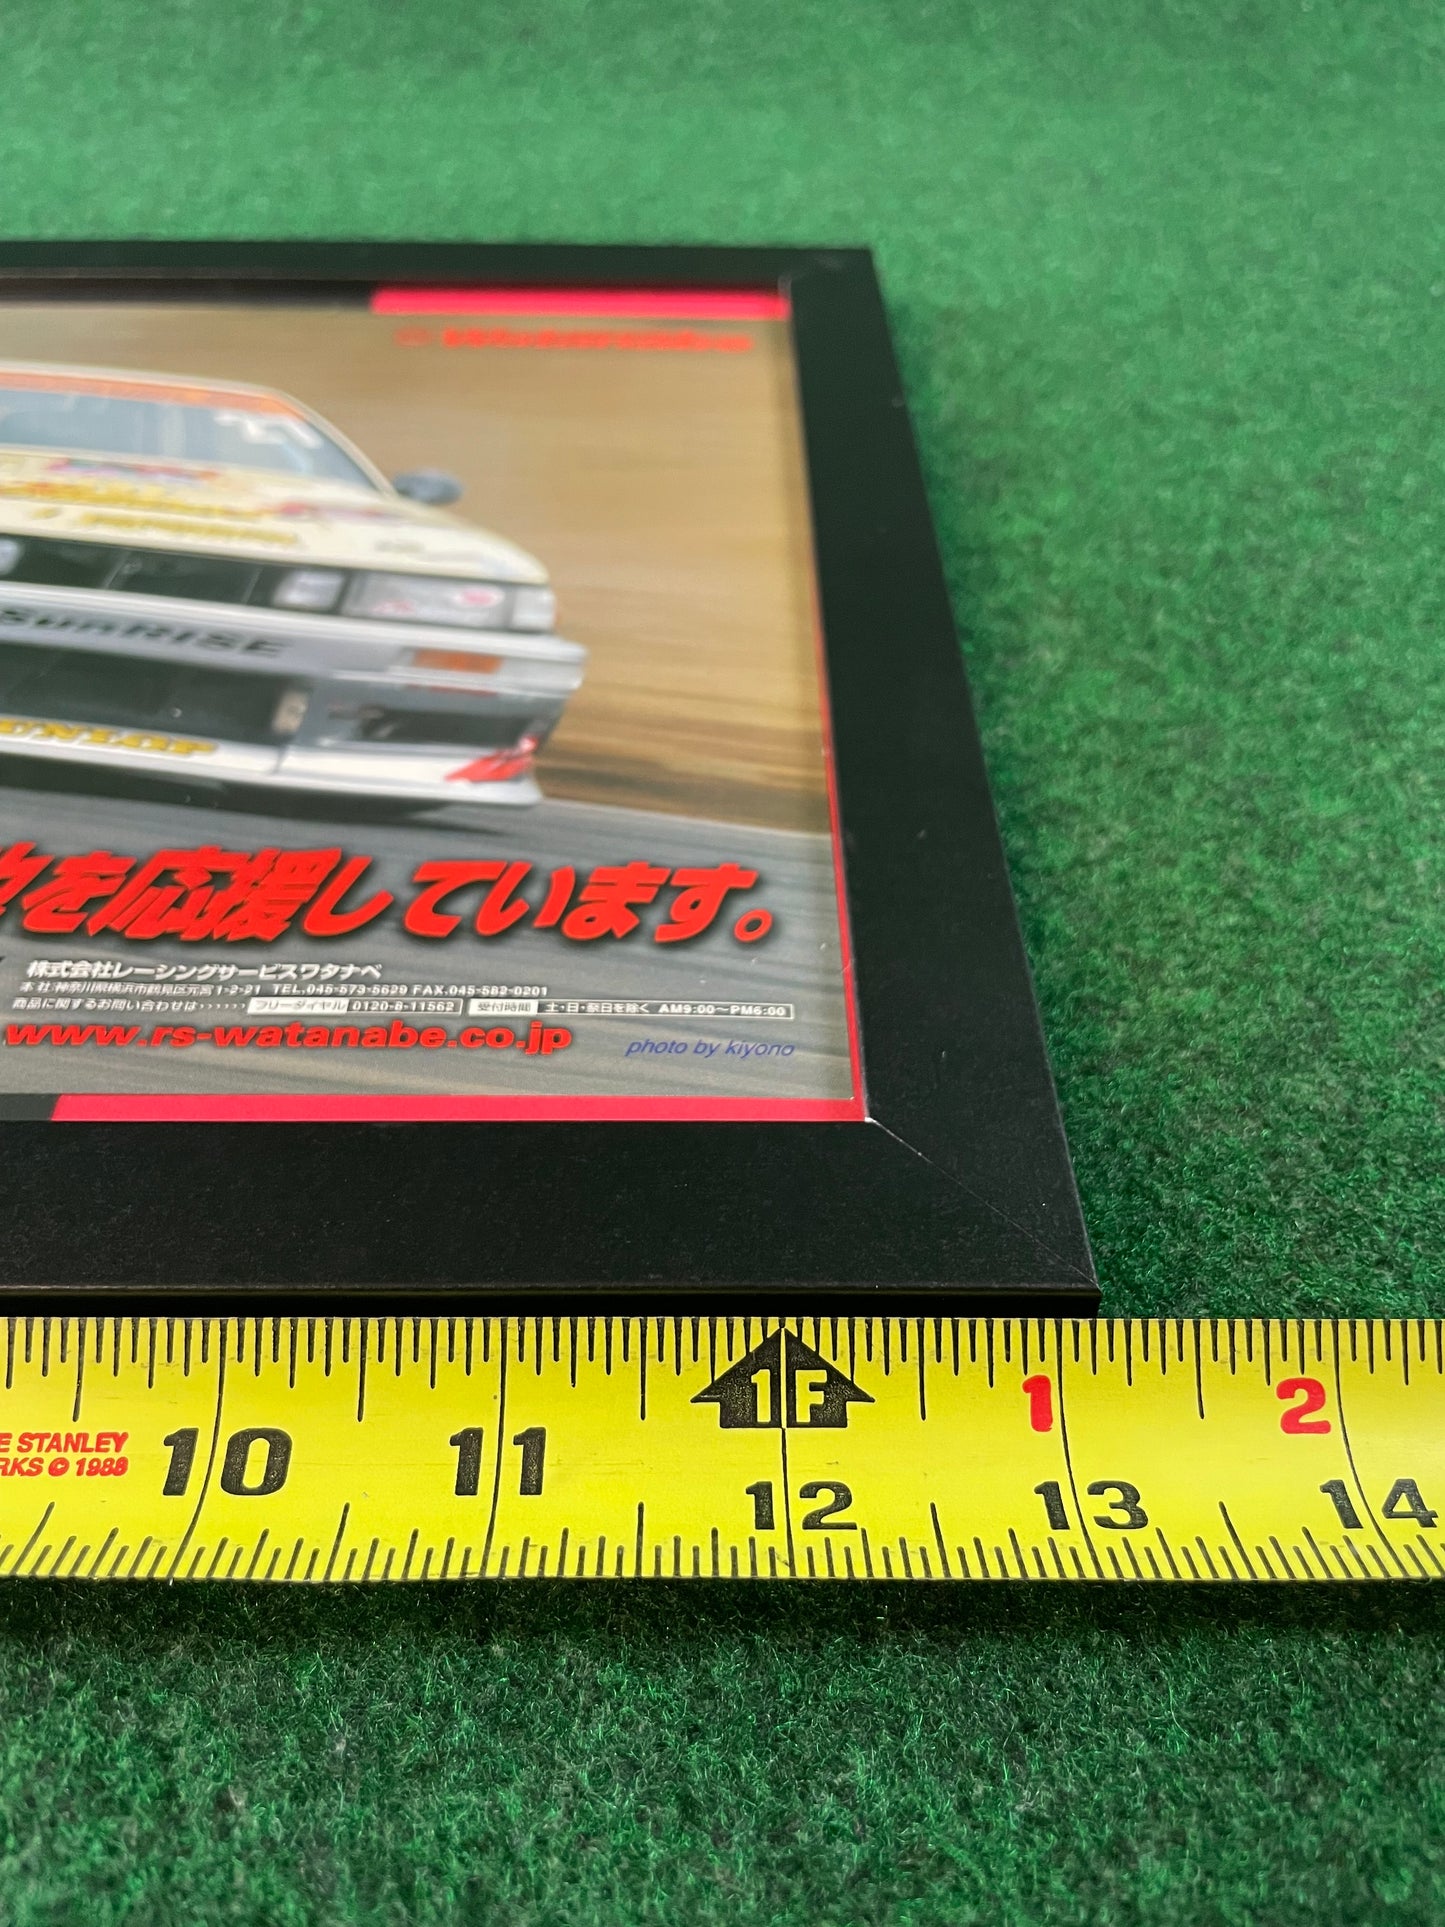 Watanabe
SunRISE
DUNLOP
を応援しています。
株式会社レーシングサービスワタナベ
本社:神奈川県横浜市鶴見区元宮1-2-21 TEL.045-573-5629 FAX.045-582-0201
商品に関するお問い合わせは・・・・・・ フリーダイヤル 0120-8-11562 受付時間 土・日・祭日を除く AM9:00〜PM6:00
www.rs-watanabe.co.jp
photo by kiyono
1F 1 2
E STANLEY
RKS © 1988
10 11 12 13 14